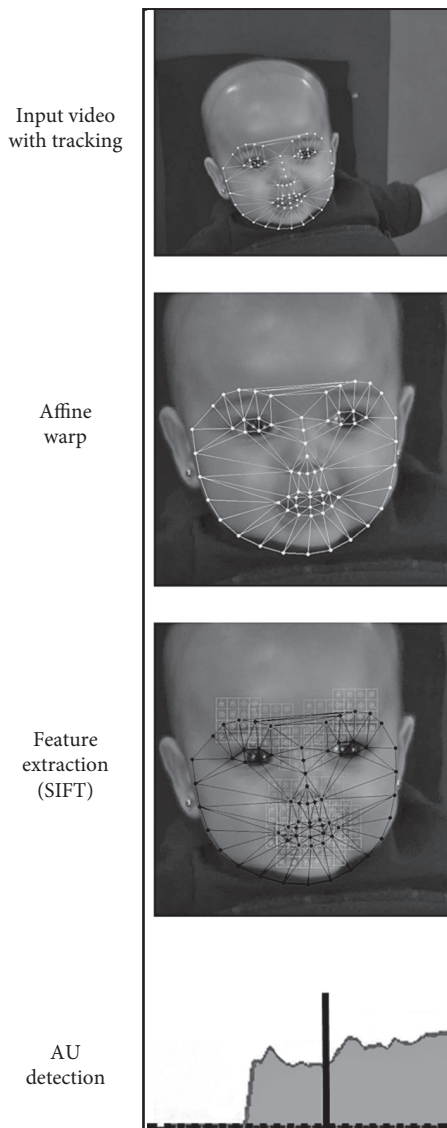 Input video
with tracking
Affine
warp
Feature
extraction
(SIFT)
AU
detection